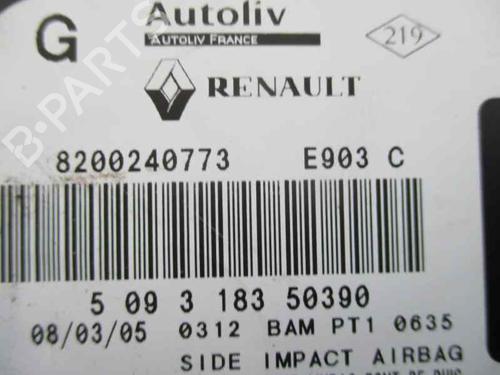 G Autoliv
AUTOLIV FRANCE
219
RENAULT
8200240773 E903 C
5 09 3 183 50390
08/03/05 0312 BAM PT1 0635
SIDE IMPACT AIRBAG
B-PARTS